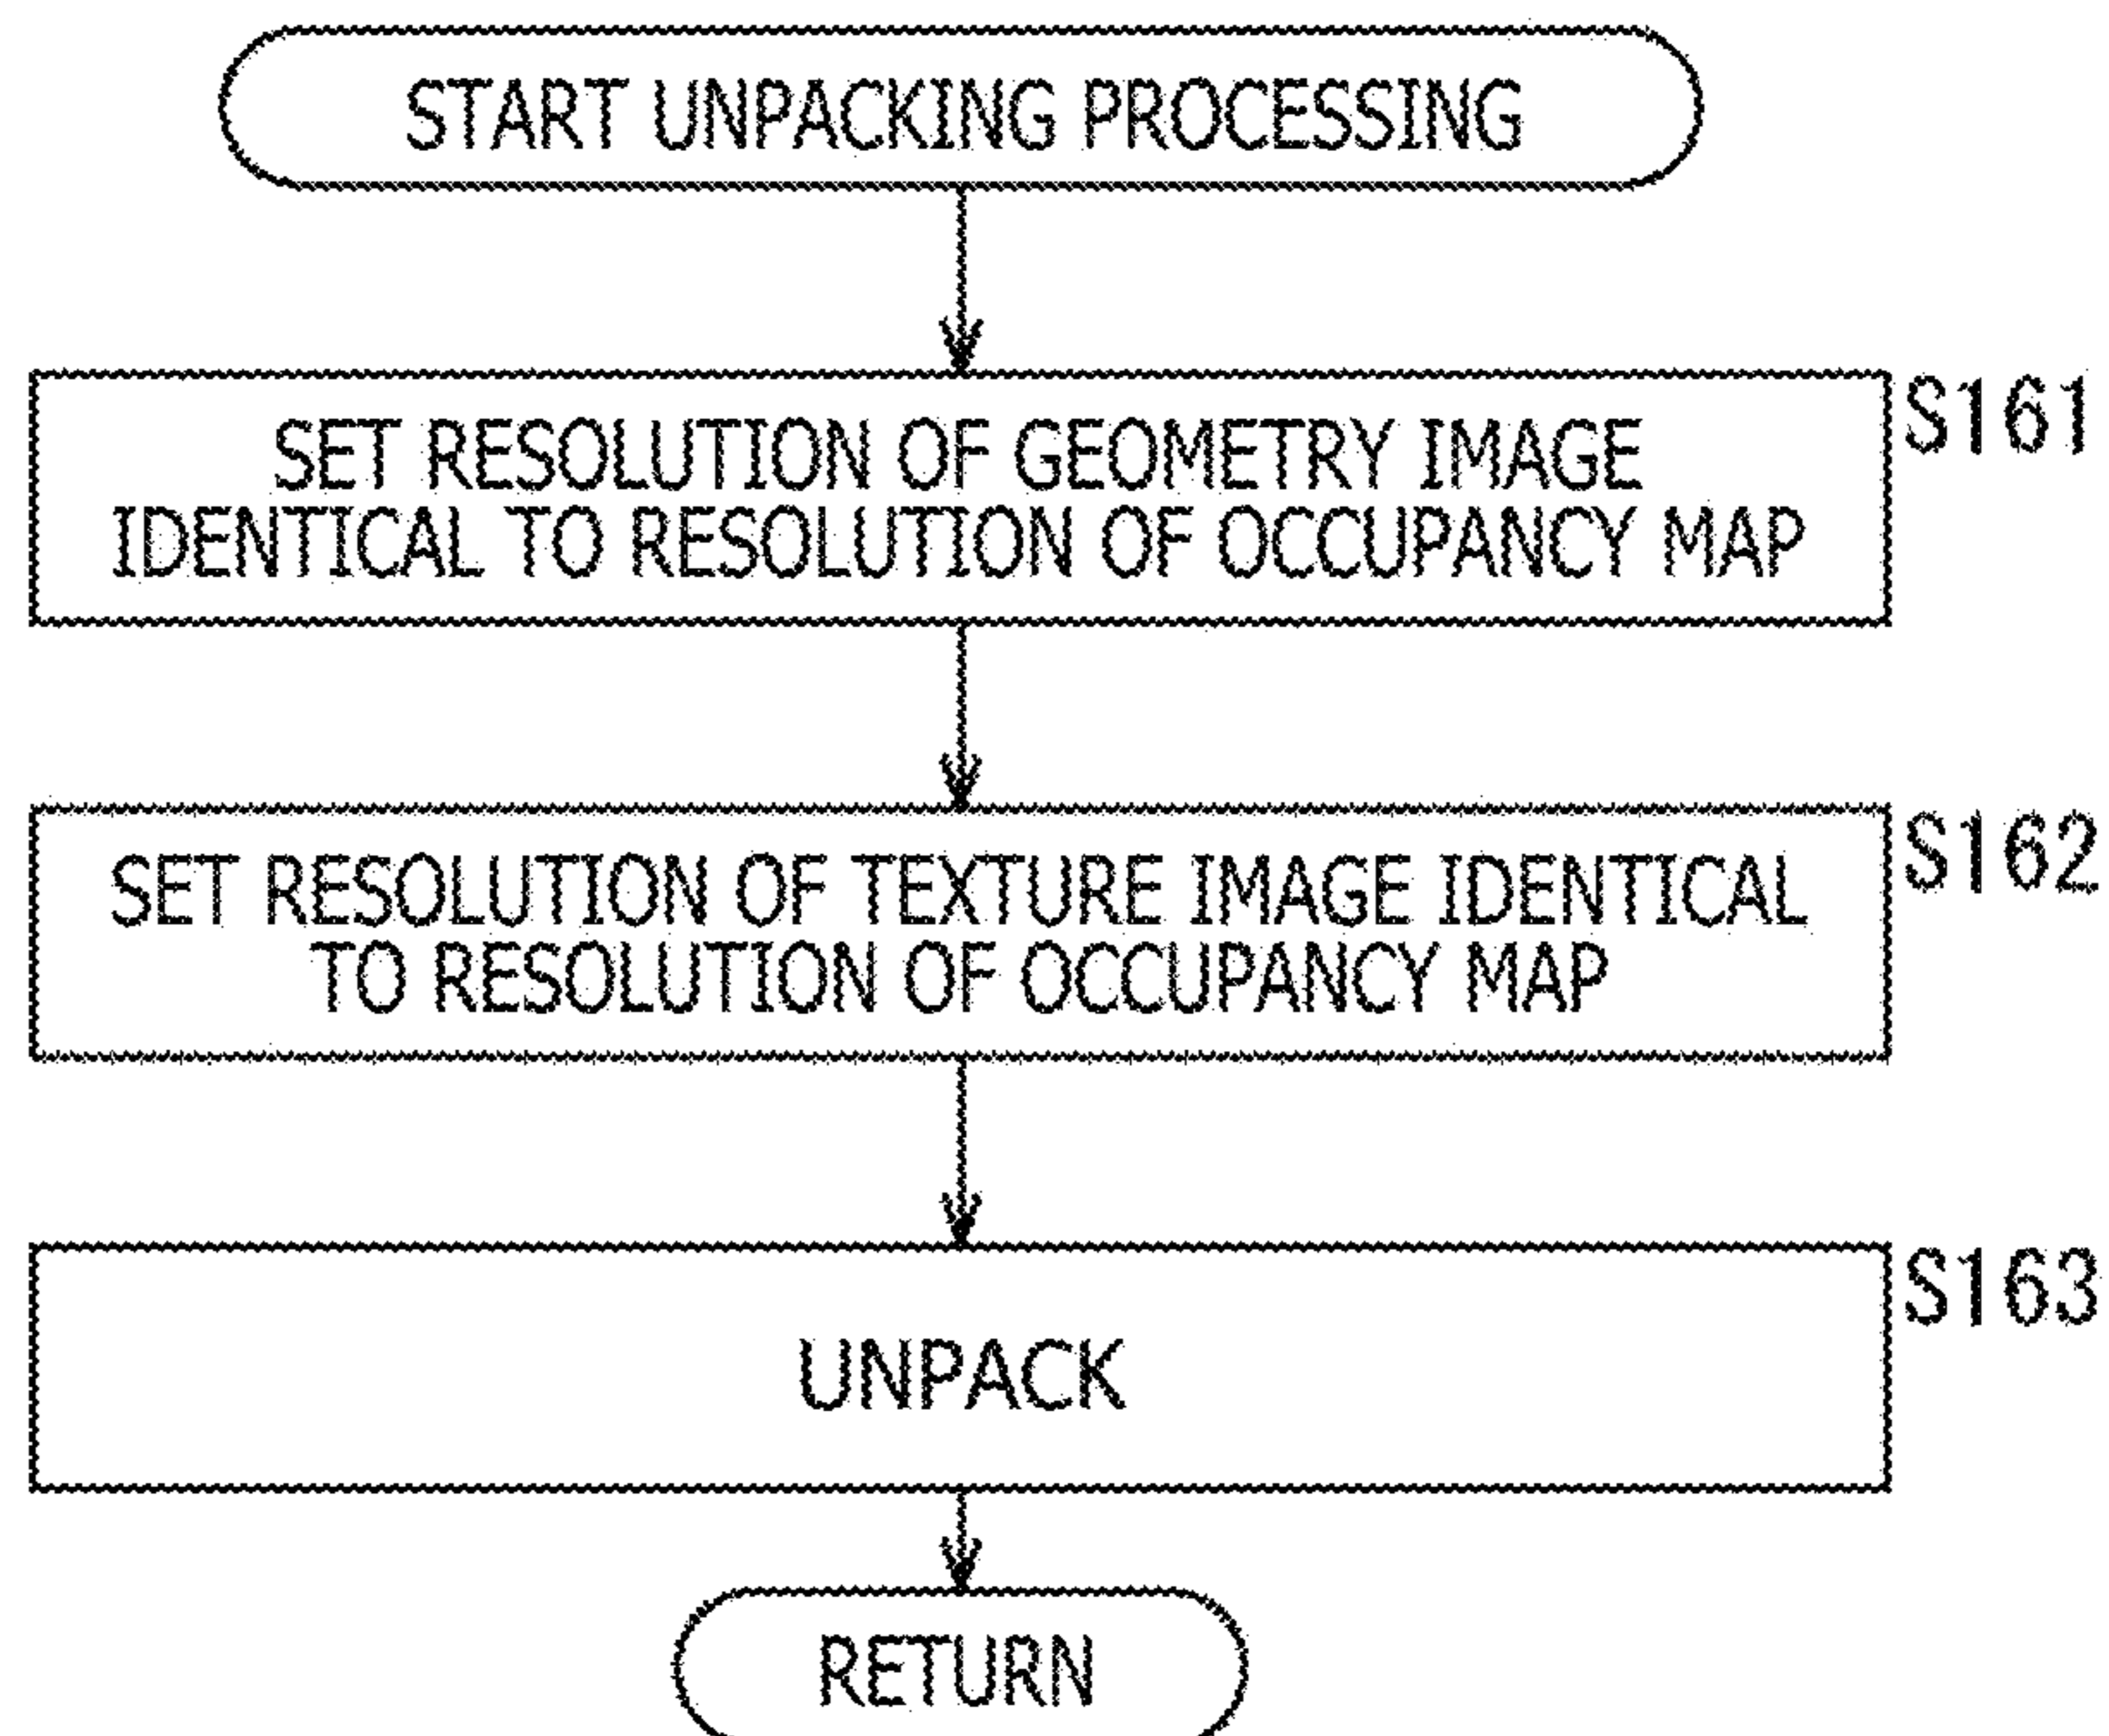 START UNPACKING PROCESSING
S161
SET RESOLUTION OF GEOMETRY IMAGE
IDENTICAL TO RESOLUTION OF OCCUPANCY MAP
S162
SET RESOLUTION OF TEXTURE IMAGE IDENTICAL
TO RESOLUTION OF OCCUPANCY MAP
S163
UNPACK
RETURN